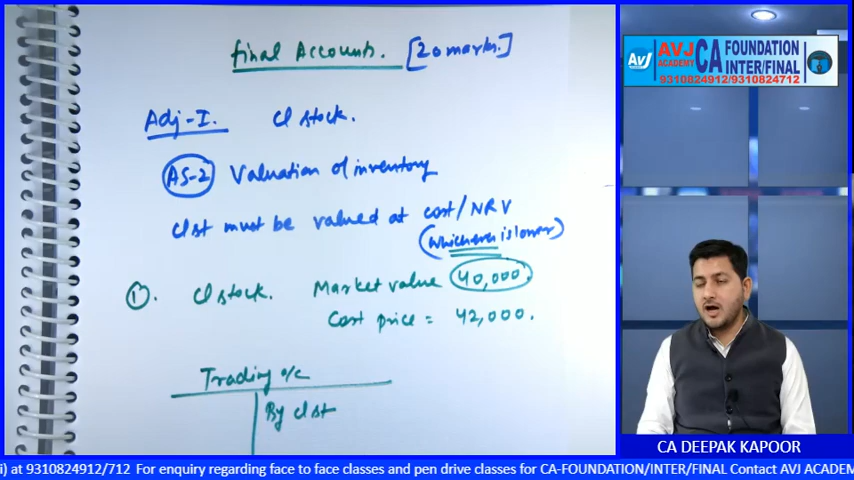 final Accounts. [20 marks.]
Adj-I. cl stock.
AS-2 Valuation of inventory
cl st must be valued at cost/NRV
(whichever is lower)
①. cl stock. Market value 40,000.
Cost price = 42,000.
Trading a/c
By cl st
AVJ
AVJ ACADEMY
CA FOUNDATION
INTER/FINAL
9310824912/9310824712
CA DEEPAK KAPOOR
i) at 9310824912/712 For enquiry regarding face to face classes and pen drive classes for CA-FOUNDATION/INTER/FINAL Contact AVJ ACADEM